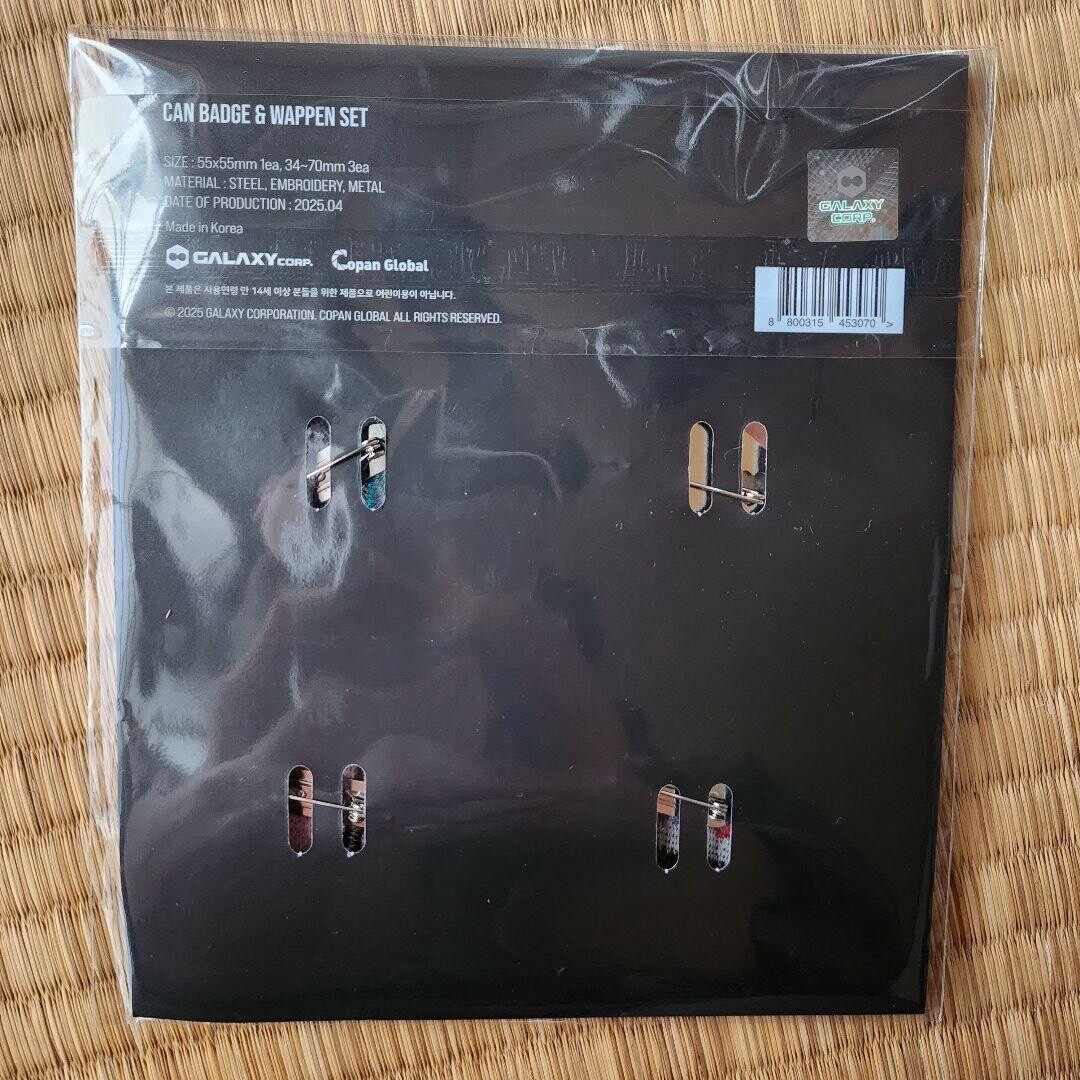 CAN BADGE & WAPPEN SET
SIZE : 55x55mm 1ea, 34~70mm 3ea
MATERIAL : STEEL, EMBROIDERY, METAL
DATE OF PRODUCTION : 2025.04
Made in Korea
GALAXY CORP. Copan Global
본 제품은 사용연령 만 14세 이상 분들을 위한 제품으로 어린이용이 아닙니다.
© 2025 GALAXY CORPORATION. COPAN GLOBAL ALL RIGHTS RESERVED.
GALAXY
CORP.
8 800315 453070 >